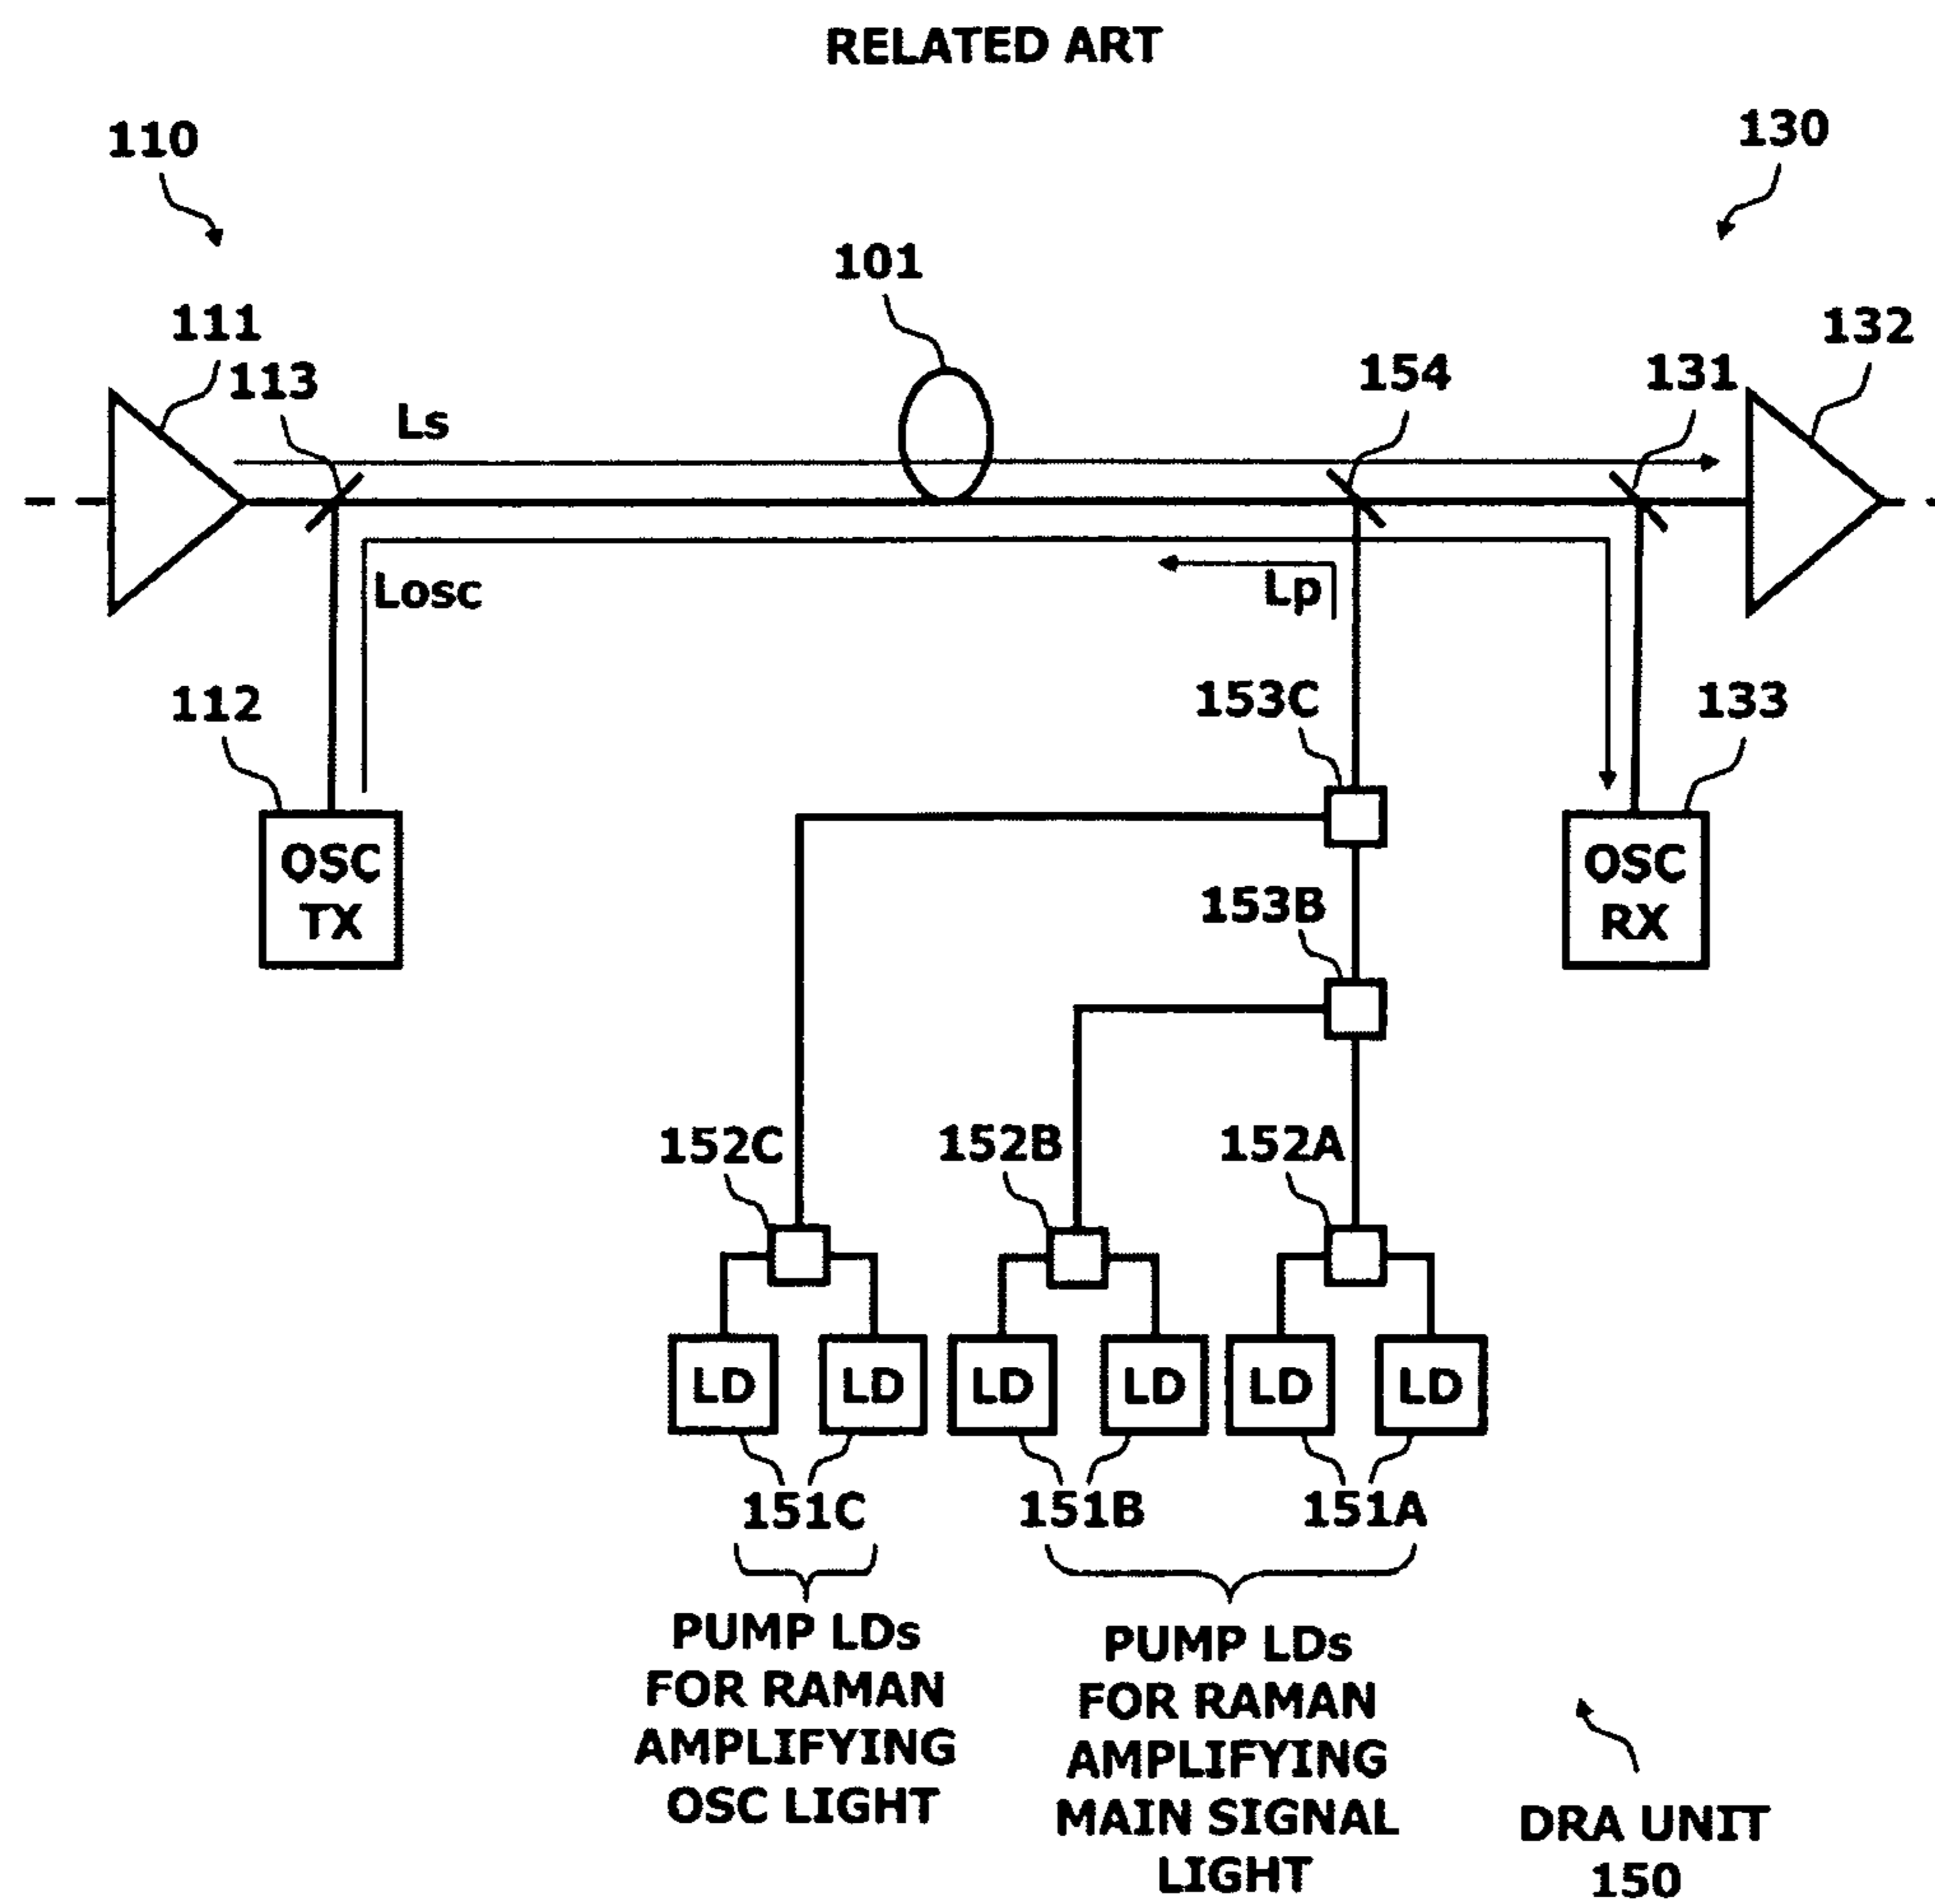 RELATED ART
110
130
101
111
132
113
154
131
Ls
Losc
Lp
112
153C
133
OSC
TX
OSC
RX
153B
152C
152B
152A
LD
LD
LD
LD
LD
LD
151C
151B
151A
PUMP LDs
FOR RAMAN
AMPLIFYING
OSC LIGHT
PUMP LDs
FOR RAMAN
AMPLIFYING
MAIN SIGNAL
LIGHT
DRA UNIT
150